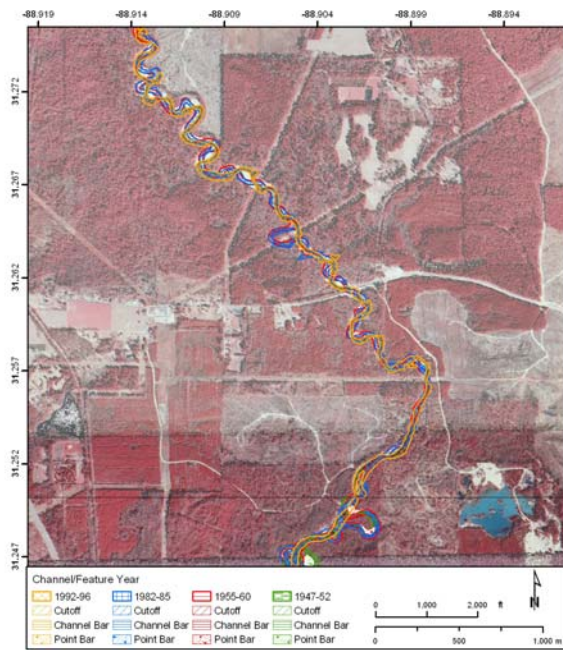 -88.919 -88.914 -88.909 -88.904 -88.899 -88.894
31.272
31.267
31.262
31.257
31.252
31.247
Channel/Feature Year
1992-96 1982-85 1955-60 1947-52
Cutoff Cutoff Cutoff Cutoff
Channel Bar Channel Bar Channel Bar Channel Bar
Point Bar Point Bar Point Bar Point Bar
0 1,000 2,000 ft
0 500 1,000 m
N